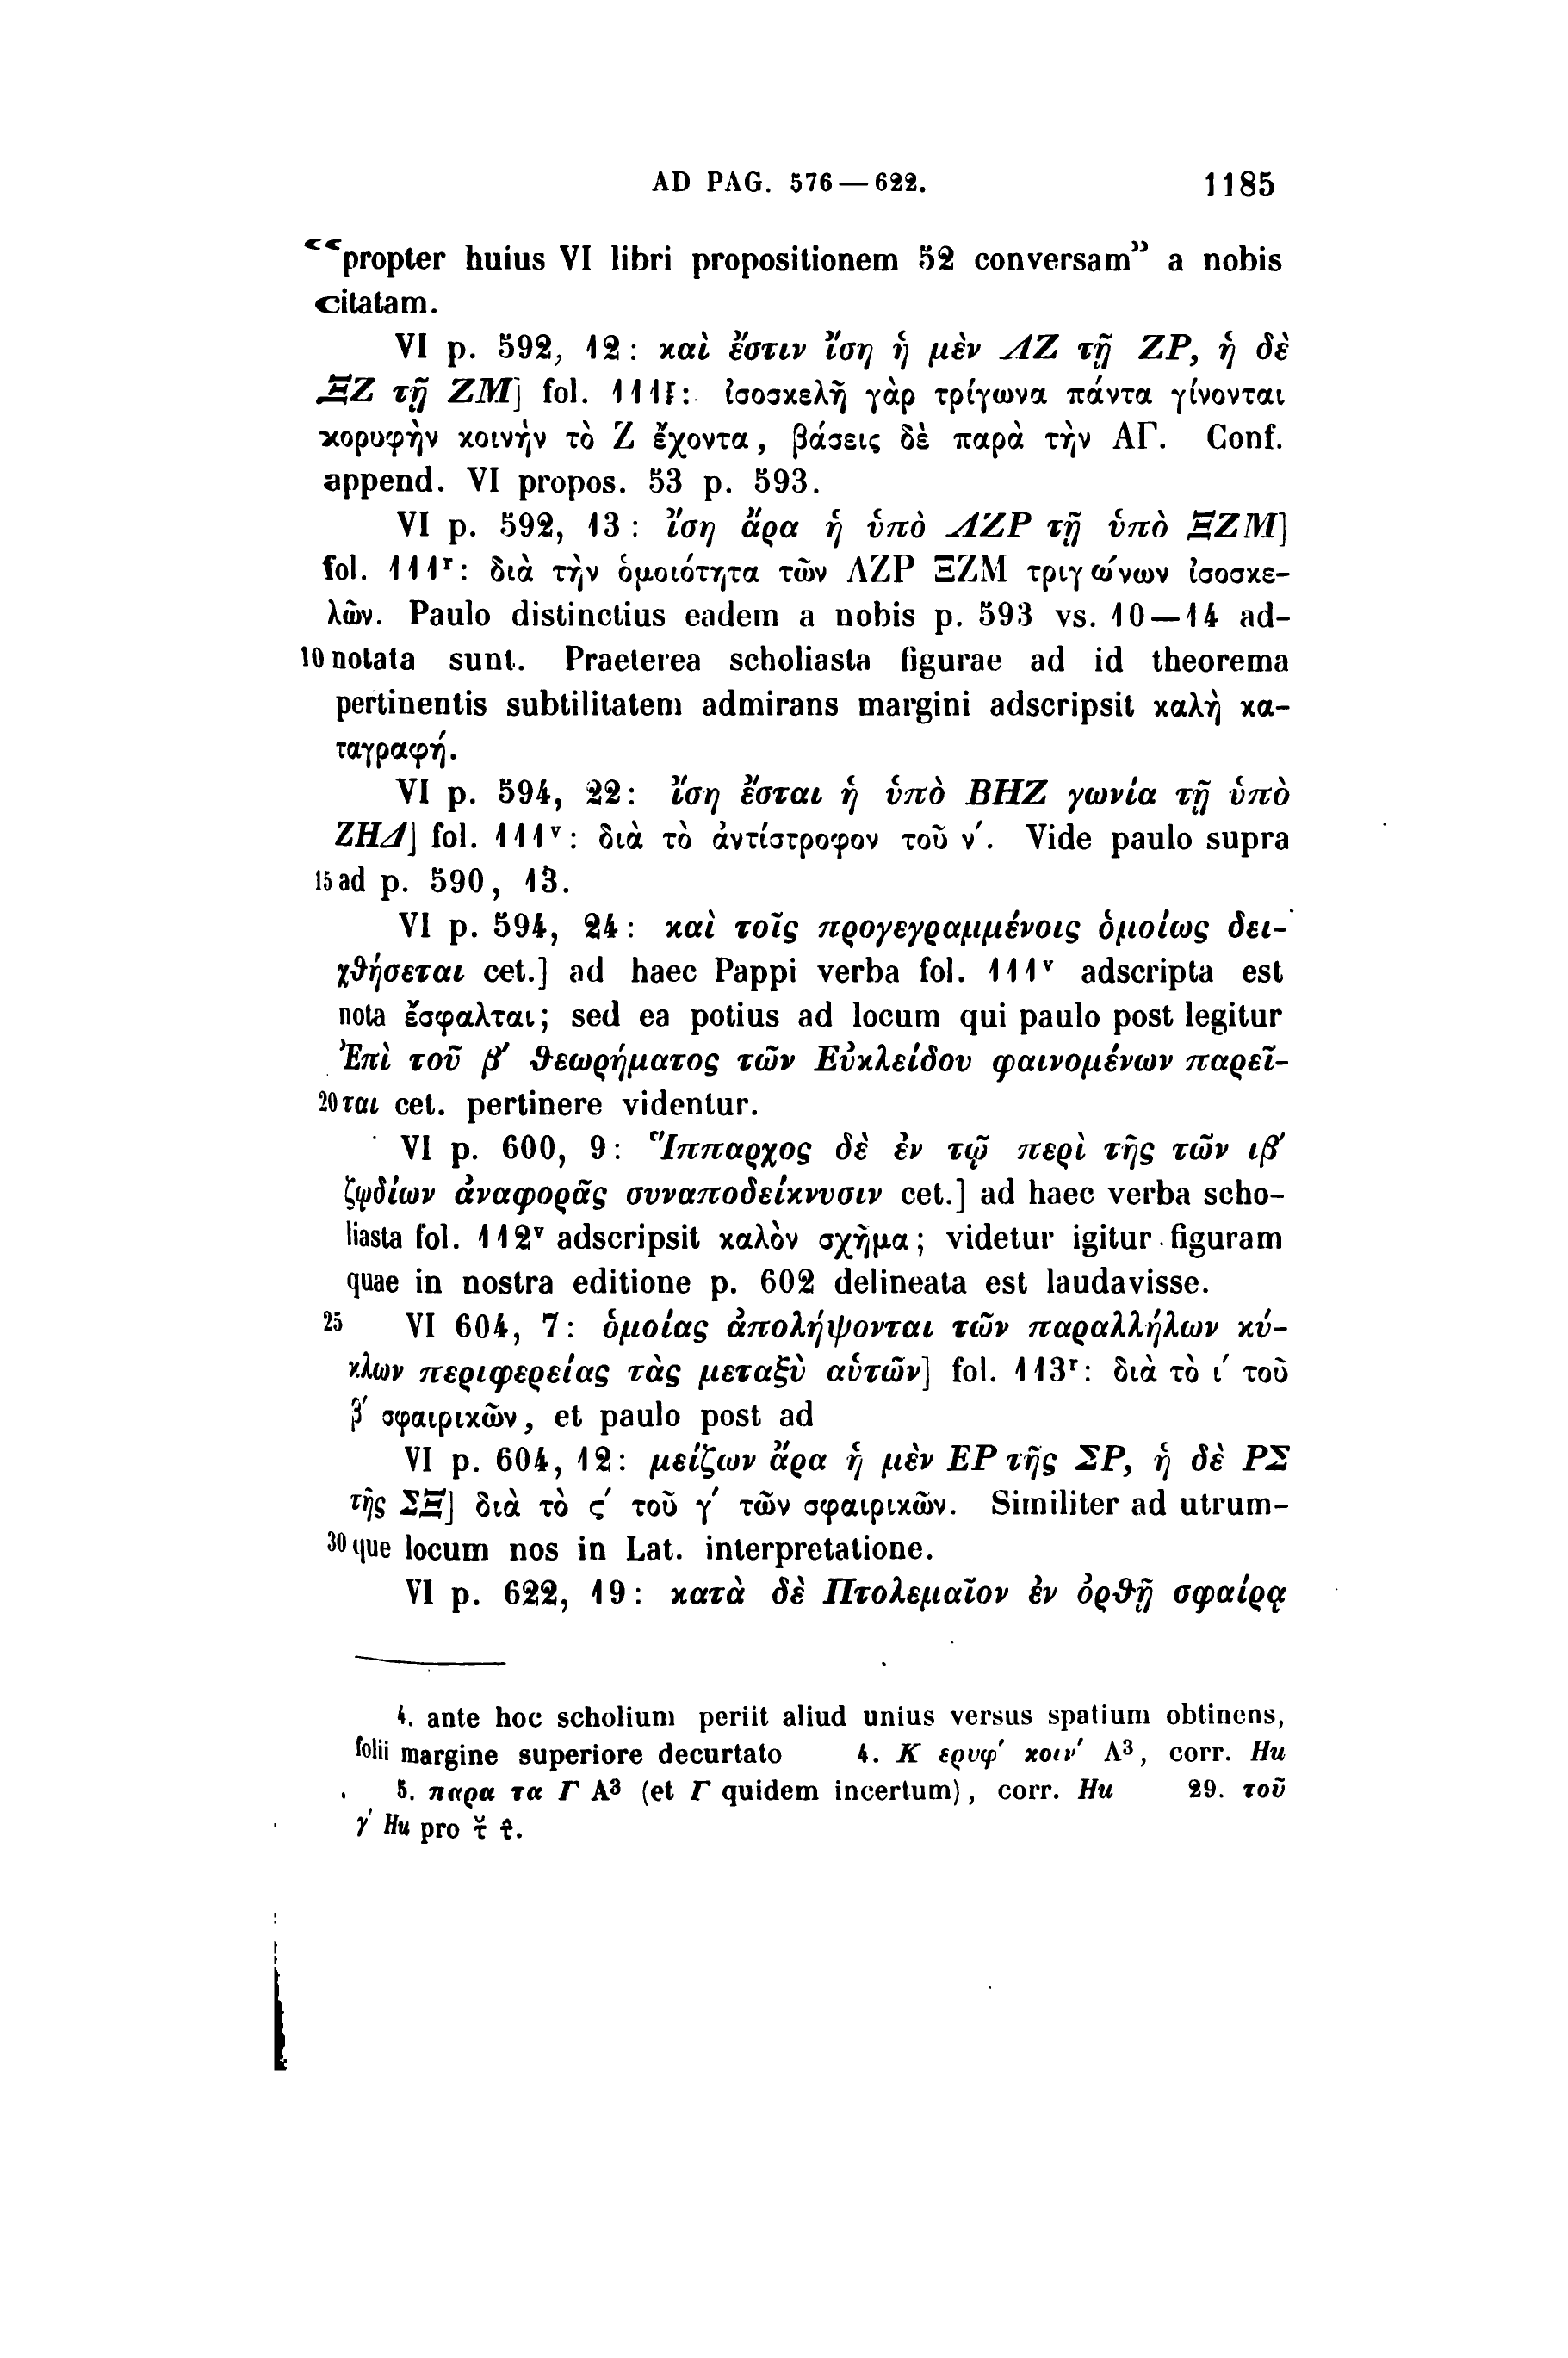 AD PAG. 576 — 622. 1185
“propter huius VI libri propositionem 52 conversam” a nobis
citatam.
VI p. 592, 12: καὶ ἔστιν ἴση ἡ μὲν ΛΖ τῇ ΖΡ, ἡ δὲ
ΞΖ τῇ ΖΜ] fol. 111r: ἰσοσκελῆ γὰρ τρίγωνα πάντα γίνονται
κορυφὴν κοινὴν τὸ Ζ ἔχοντα, βάσεις δὲ παρὰ τὴν ΑΓ. Conf.
append. VI propos. 53 p. 593.
VI p. 592, 13: ἴση ἄρα ἡ ὑπὸ ΛΖΡ τῇ ὑπὸ ΞΖΜ]
fol. 111r: διὰ τὴν ὁμοιότητα τῶν ΛΖΡ ΞΖΜ τριγώνων ἰσοσκε-
λῶν. Paulo distinctius eadem a nobis p. 593 vs. 10—14 ad-
10 notata sunt. Praeterea scholiasta figurae ad id theorema
pertinentis subtilitatem admirans margini adscripsit καλὴ κα-
ταγραφή.
VI p. 594, 22: ἴση ἔσται ἡ ὑπὸ ΒΗΖ γωνία τῇ ὑπὸ
ΖΗΔ] fol. 111v: διὰ τὸ ἀντίστροφον τοῦ ν′. Vide paulo supra
15 ad p. 590, 13.
VI p. 594, 24: καὶ τοῖς προγεγραμμένοις ὁμοίως δει-
χθήσεται cet.] ad haec Pappi verba fol. 111v adscripta est
nota ἔσφαλται; sed ea potius ad locum qui paulo post legitur
Ἐπὶ τοῦ β′ θεωρήματος τῶν Εὐκλείδου φαινομένων παρεῖ-
20 ται cet. pertinere videntur.
VI p. 600, 9: Ἵππαρχος δὲ ἐν τῷ περὶ τῆς τῶν ιβ′
ζῳδίων ἀναφορᾶς συναποδείκνυσιν cet.] ad haec verba scho-
liasta fol. 112v adscripsit καλὸν σχῆμα; videtur igitur figuram
quae in nostra editione p. 602 delineata est laudavisse.
25 VI 604, 7: ὁμοίας ἀπολήψονται τῶν παραλλήλων κύ-
κλων περιφερείας τὰς μεταξὺ αὑτῶν] fol. 113r: διὰ τὸ ι′ τοῦ
β′ σφαιρικῶν, et paulo post ad
VI p. 604, 12: μείζων ἄρα ἡ μὲν ΕΡ τῆς ΣΡ, ἡ δὲ ΡΣ
τῆς ΣΞ] διὰ τὸ ϛ′ τοῦ γ′ τῶν σφαιρικῶν. Similiter ad utrum-
30 que locum nos in Lat. interpretatione.
VI p. 622, 19: κατὰ δὲ Πτολεμαῖον ἐν ὀρθῇ σφαίρᾳ
4. ante hoc scholium periit aliud unius versus spatium obtinens,
folii margine superiore decurtato 4. Κ ερυφ′ κοιν′ A3, corr. Hu
5. παρα τα Γ A3 (et Γ quidem incertum), corr. Hu 29. τοῦ
γ′ Hu pro